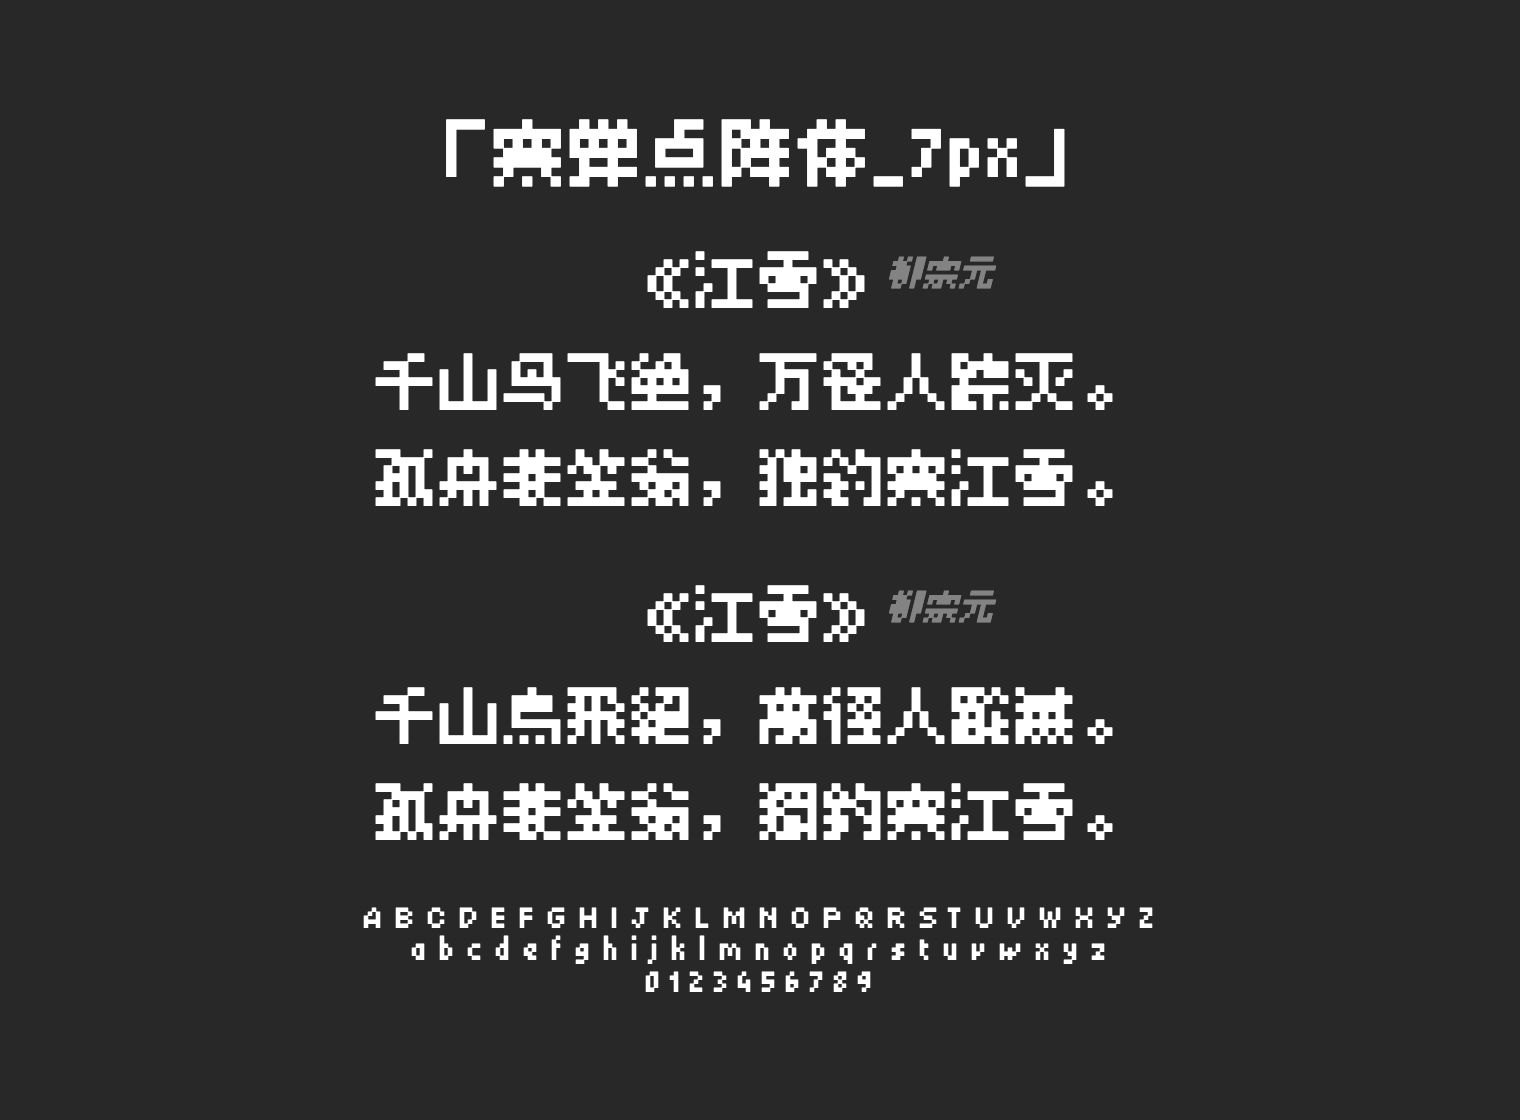 「寒蝉点阵体_7px」
《江雪》 柳宗元
千山鸟飞绝，万径人踪灭。
孤舟蓑笠翁，独钓寒江雪。
《江雪》 柳宗元
千山鳥飛絕，萬徑人蹤滅。
孤舟蓑笠翁，獨釣寒江雪。
A B C D E F G H I J K L M N O P Q R S T U V W X Y Z
a b c d e f g h i j k l m n o p q r s t u v w x y z
0 1 2 3 4 5 6 7 8 9